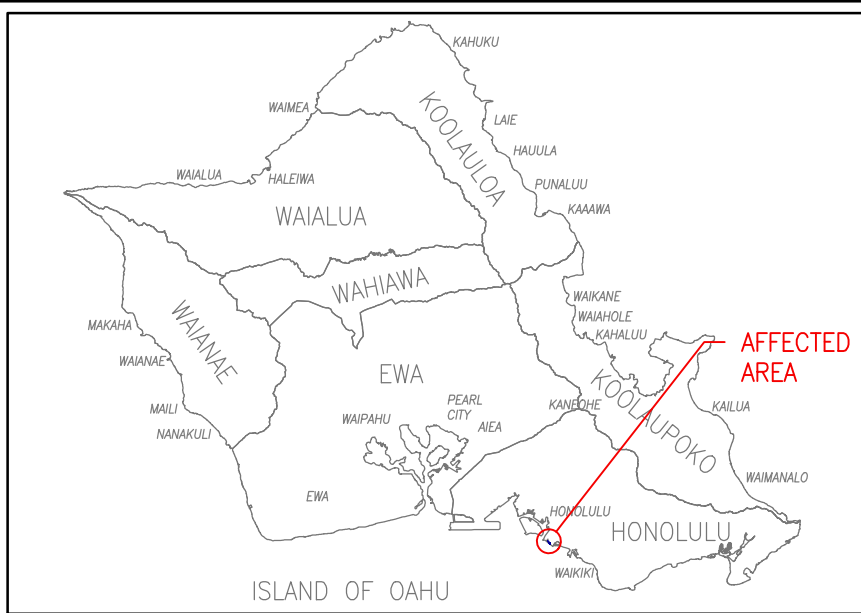 KAHUKU
WAIMEA
KOOLAULOA
LAIE
HAUULA
WAIALUA
HALEIWA
PUNALUU
KAAAWA
WAIALUA
WAHIAWA
WAIKANE
WAIAHOLE
KAHALUU
MAKAHA
WAIANAE
WAIANAE
AFFECTED
AREA
EWA
MAILI
NANAKULI
WAIPAHU
PEARL
CITY
AIEA
KANEOHE
KOOLAUPOKO
KAILUA
WAIMANALO
EWA
HONOLULU
HONOLULU
WAIKIKI
ISLAND OF OAHU